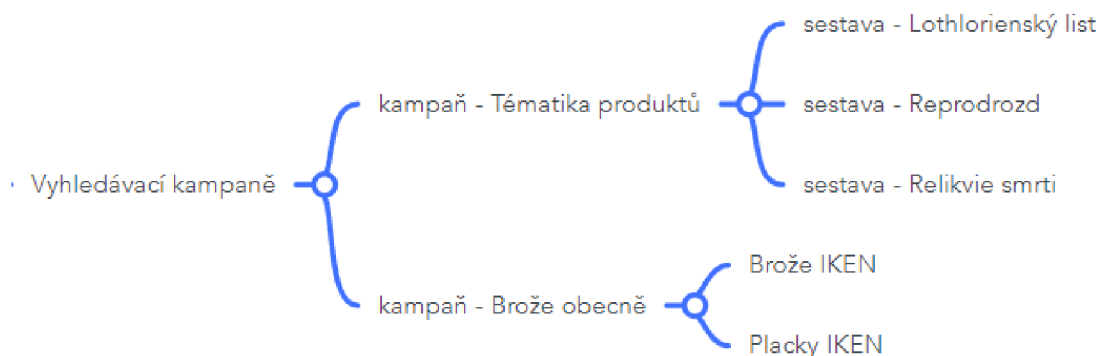 Vyhledávací kampaně
kampaň - Tématika produktů
sestava - Lothlorienský list
sestava - Reprodrozd
sestava - Relikvie smrti
kampaň - Brože obecně
Brože IKEN
Placky IKEN